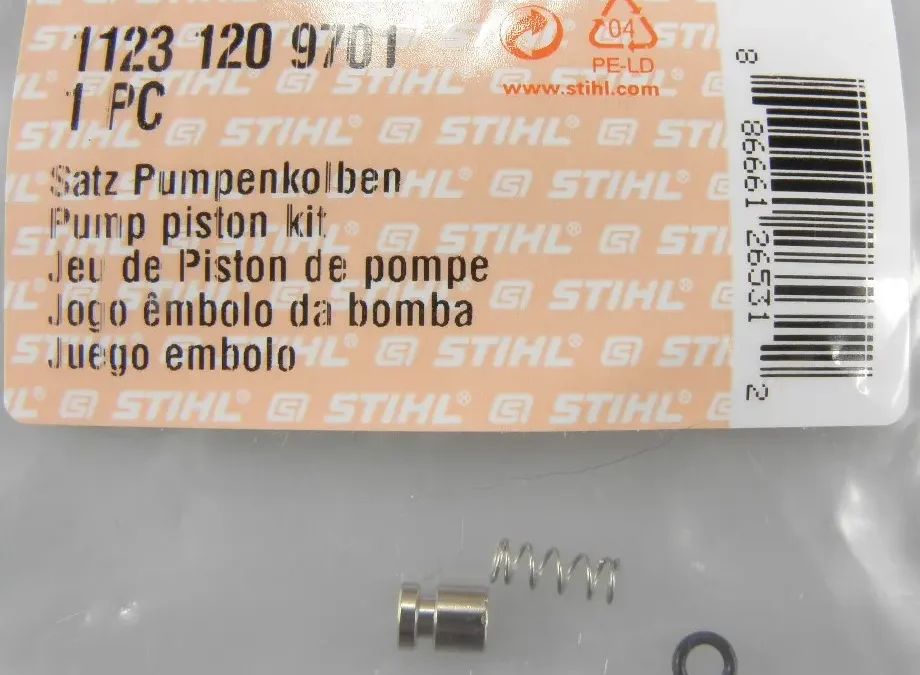 1123 120 9701
1 PC
Satz Pumpenkolben
Pump piston kit
Jeu de Piston de pompe
Jogo êmbolo da bomba
Juego embolo
04
PE-LD
www.stihl.com
8 86661 26531 2
STIHL®